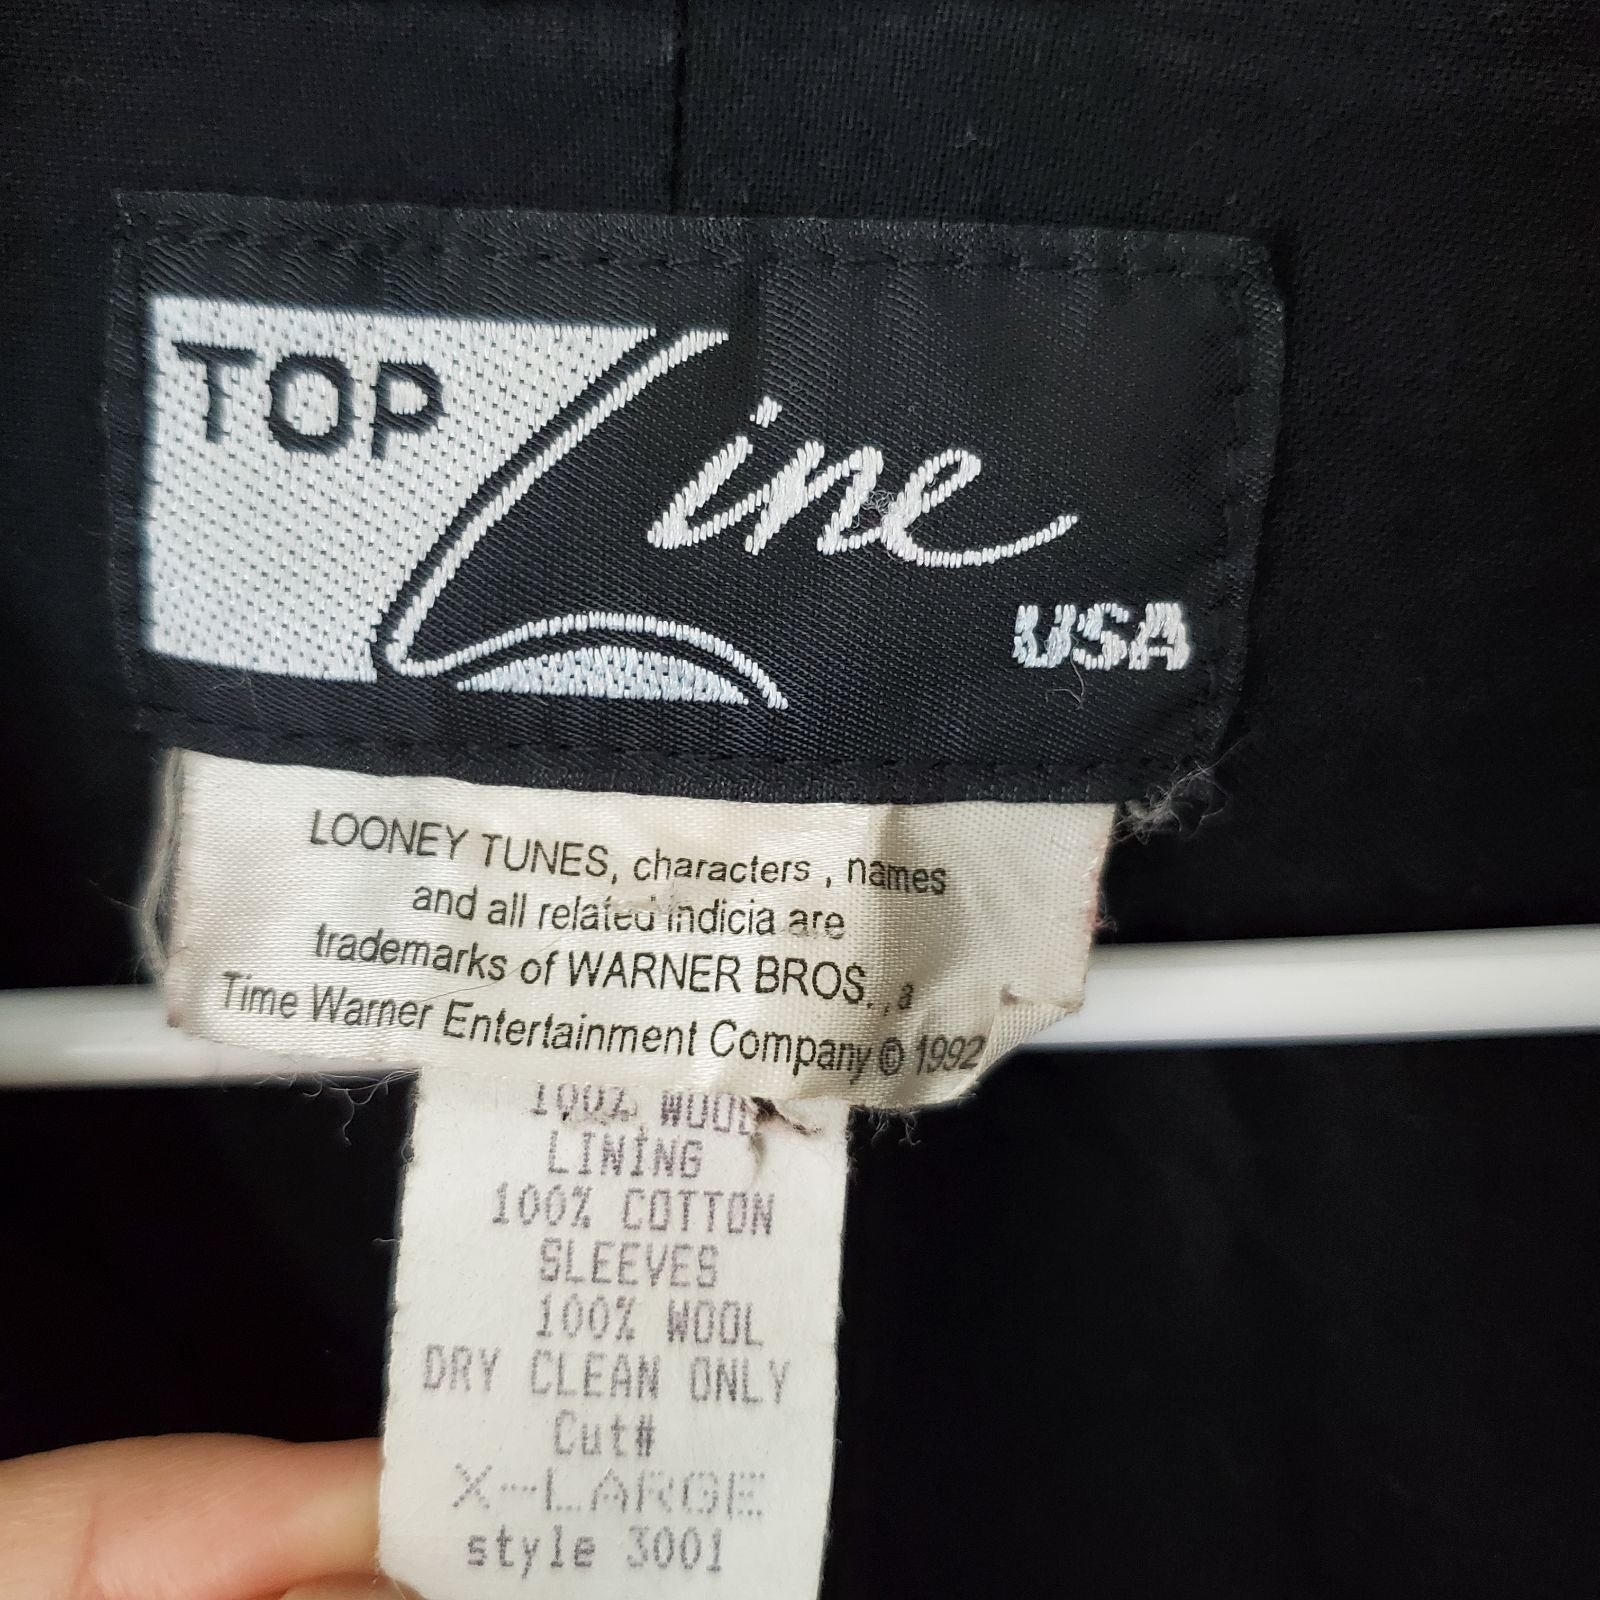 TOP Line
USA
LOONEY TUNES, characters , names
and all related indicia are
trademarks of WARNER BROS. , a
Time Warner Entertainment Company © 1992
100% WOOL
LINING
100% COTTON
SLEEVES
100% WOOL
DRY CLEAN ONLY
Cut#
X-LARGE
style 3001